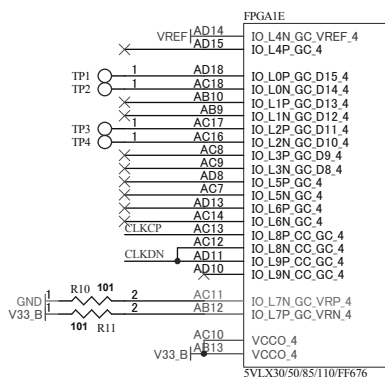 FPGA1E
VREF AD14 IO_L4N_GC_VREF_4
AD15 IO_L4P_GC_4
TP1 1 AD18 IO_L0P_GC_D15_4
TP2 1 AC18 IO_L0N_GC_D14_4
AB10 IO_L1P_GC_D13_4
AB9 IO_L1N_GC_D12_4
TP3 1 AC17 IO_L2P_GC_D11_4
TP4 1 AC16 IO_L2N_GC_D10_4
AC8 IO_L3P_GC_D9_4
AC9 IO_L3N_GC_D8_4
AD8 IO_L5P_GC_4
AC7 IO_L5N_GC_4
AD13 IO_L6P_GC_4
AC14 IO_L6N_GC_4
CLKCP AC13 IO_L8P_CC_GC_4
AC12 IO_L8N_CC_GC_4
CLKDN AD11 IO_L9P_CC_GC_4
AD10 IO_L9N_CC_GC_4
GND 1 R10 101 2 AC11 IO_L7N_GC_VRP_4
V33_B 1 101 R11 2 AB12 IO_L7P_GC_VRN_4
AC10 VCCO_4
V33_B AB13 VCCO_4
5VLX30/50/85/110/FF676